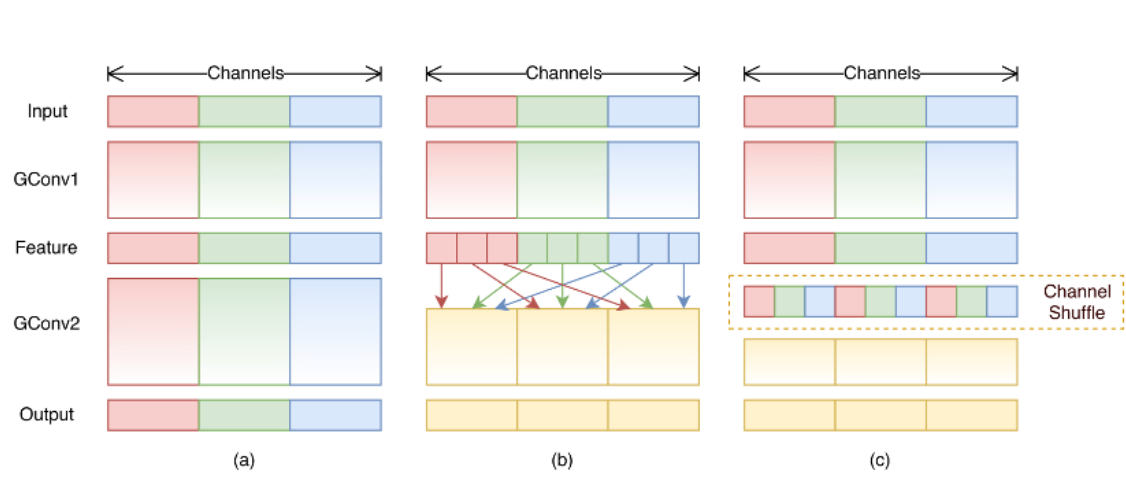 Channels Channels Channels
Input
GConv1
Feature
Channel
Shuffle
GConv2
Output
(a) (b) (c)